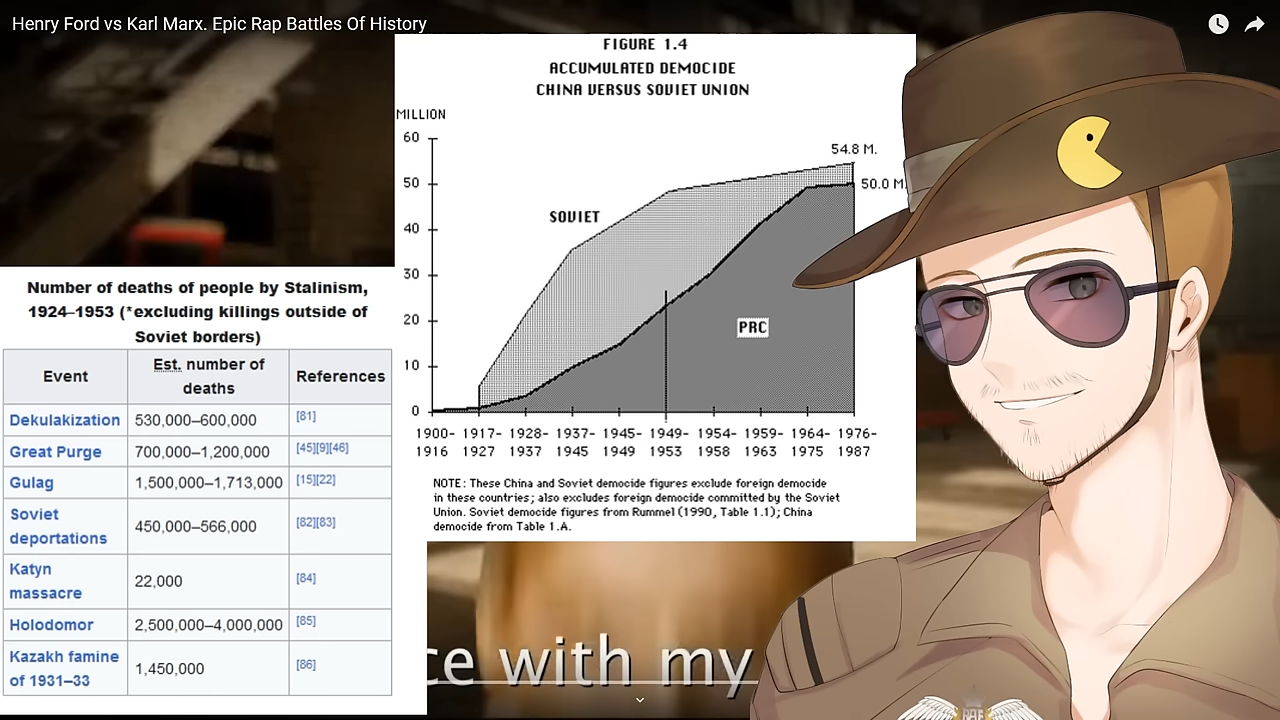 Henry Ford vs Karl Marx. Epic Rap Battles Of History
FIGURE 1.4
ACCUMULATED DEMOCIDE
CHINA VERSUS SOVIET UNION
MILLION
60
50
40
30
20
10
0
54.8 M.
50.0 M.
SOVIET
PRC
1900- 1917- 1928- 1937- 1945- 1949- 1954- 1959- 1964- 1976-
1916 1927 1937 1945 1949 1953 1958 1963 1975 1987
NOTE: These China and Soviet democide figures exclude foreign democide
in these countries; also excludes foreign democide committed by the Soviet
Union. Soviet democide figures from Rummel (1990, Table 1.1); China
democide from Table 1.A.
Number of deaths of people by Stalinism,
1924–1953 (*excluding killings outside of
Soviet borders)
Event Est. number of deaths References
Dekulakization 530,000–600,000 [81]
Great Purge 700,000–1,200,000 [45][9][46]
Gulag 1,500,000–1,713,000 [15][22]
Soviet deportations 450,000–566,000 [82][83]
Katyn massacre 22,000 [84]
Holodomor 2,500,000–4,000,000 [85]
Kazakh famine of 1931–33 1,450,000 [86]
ce with my
RAF